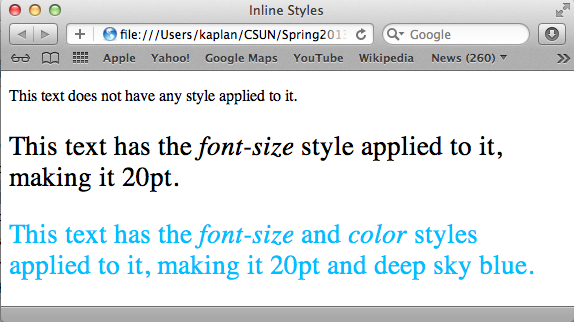 Inline Styles
file:///Users/kaplan/CSUN/Spring201
Google
Apple Yahoo! Google Maps YouTube Wikipedia News (260)
This text does not have any style applied to it.
This text has the font-size style applied to it,
making it 20pt.
This text has the font-size and color styles
applied to it, making it 20pt and deep sky blue.